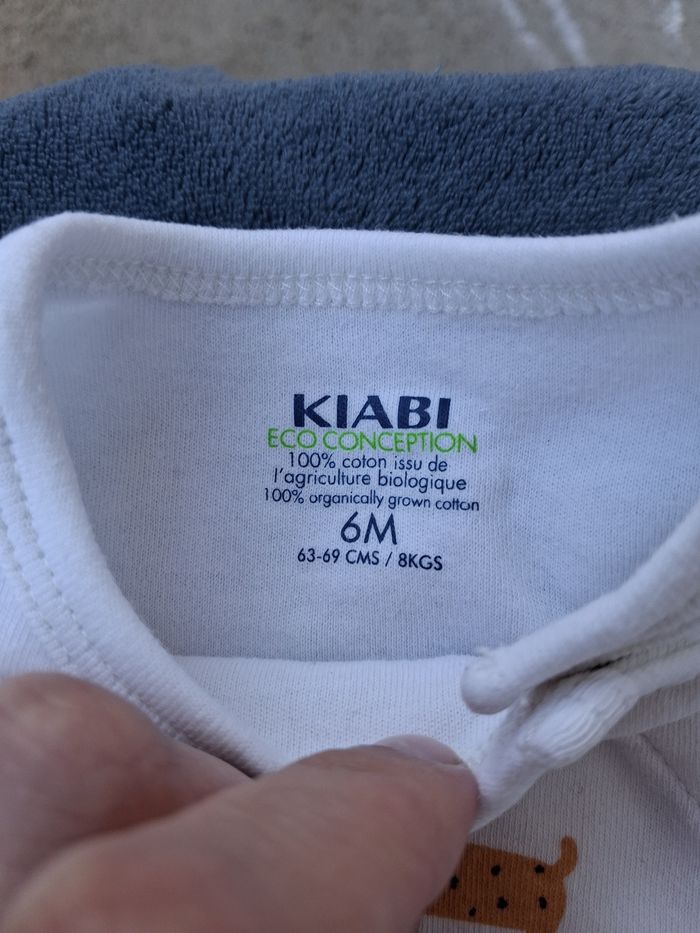 KIABI
ECO CONCEPTION
100% coton issu de
l'agriculture biologique
100% organically grown cotton
6M
63-69 CMS / 8KGS